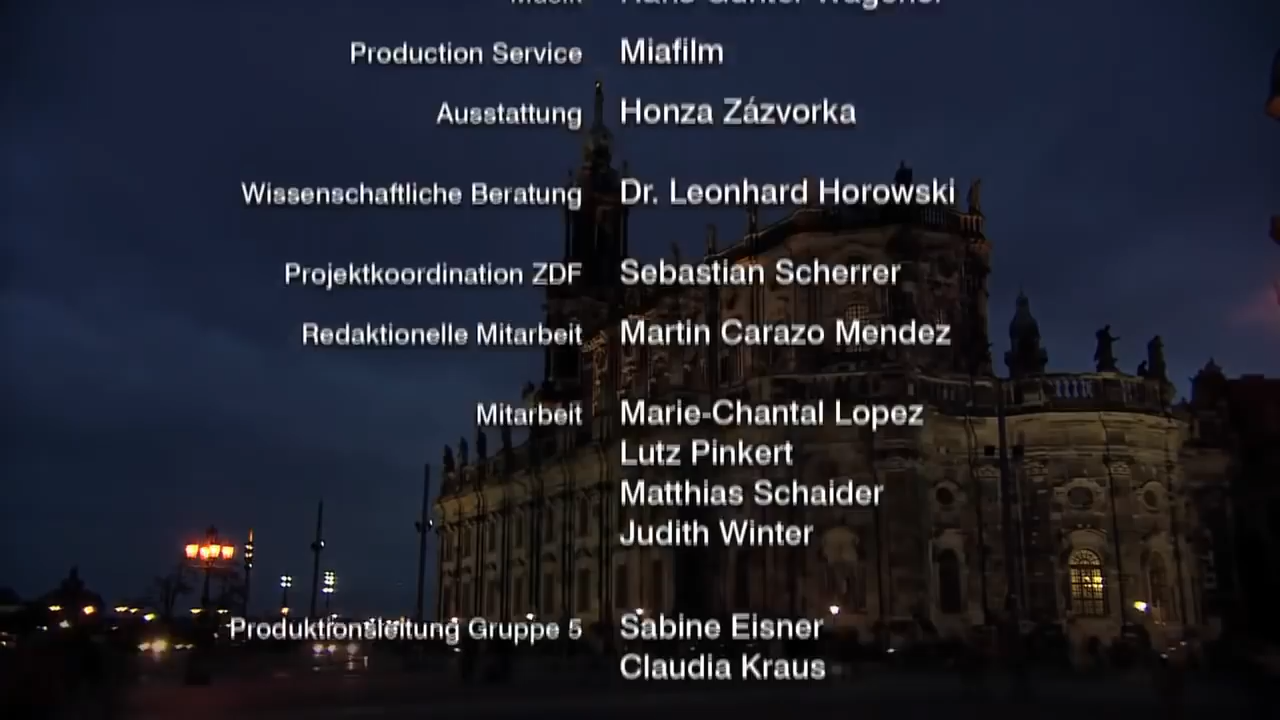 Production Service Miafilm
Ausstattung Honza Zázvorka
Wissenschaftliche Beratung Dr. Leonhard Horowski
Projektkoordination ZDF Sebastian Scherrer
Redaktionelle Mitarbeit Martin Carazo Mendez
Mitarbeit Marie-Chantal Lopez
Lutz Pinkert
Matthias Schaider
Judith Winter
Produktionsleitung Gruppe 5 Sabine Eisner
Claudia Kraus